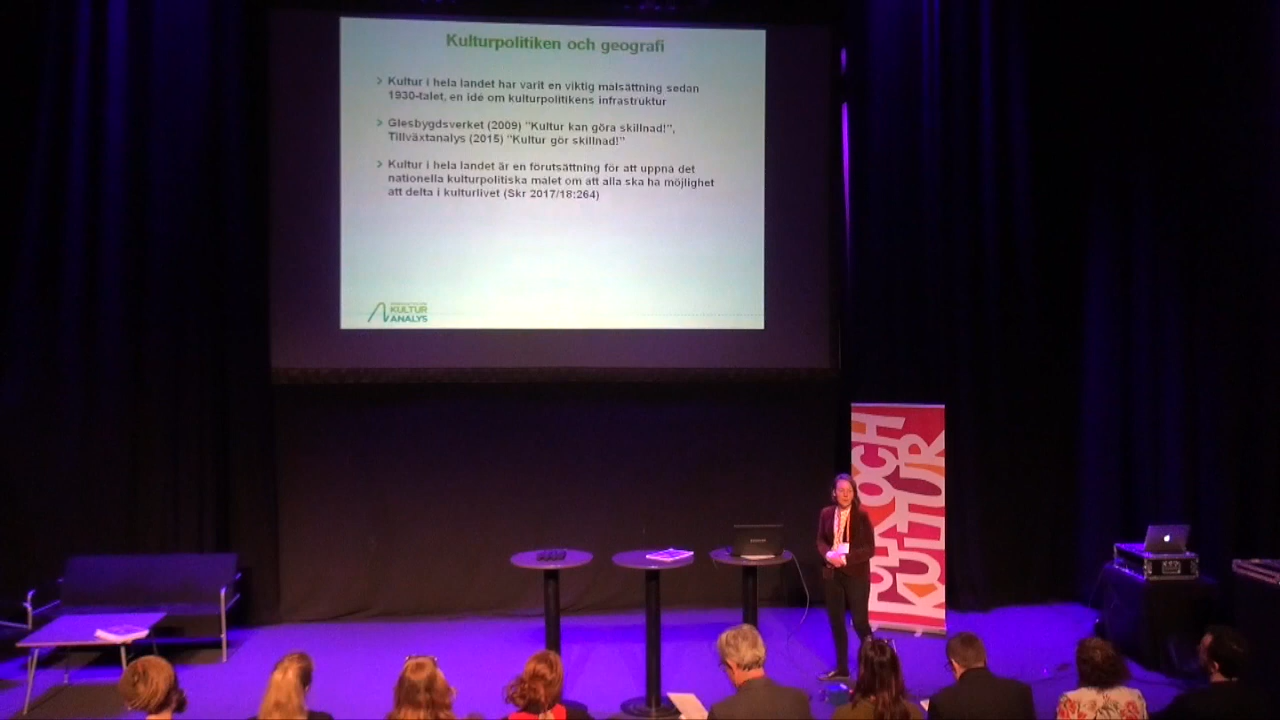 Kulturpolitiken och geografi
> Kultur i hela landet har varit en viktig målsättning sedan
1930-talet, en idé om kulturpolitikens infrastruktur
> Glesbygdsverket (2009) "Kultur kan göra skillnad!",
Tillväxtanalys (2015) "Kultur gör skillnad!"
> Kultur i hela landet är en förutsättning för att uppnå det
nationella kulturpolitiska målet om att alla ska ha möjlighet
att delta i kulturlivet (Skr 2017/18:264)
KULTUR
ANALYS
OCH
KULTUR